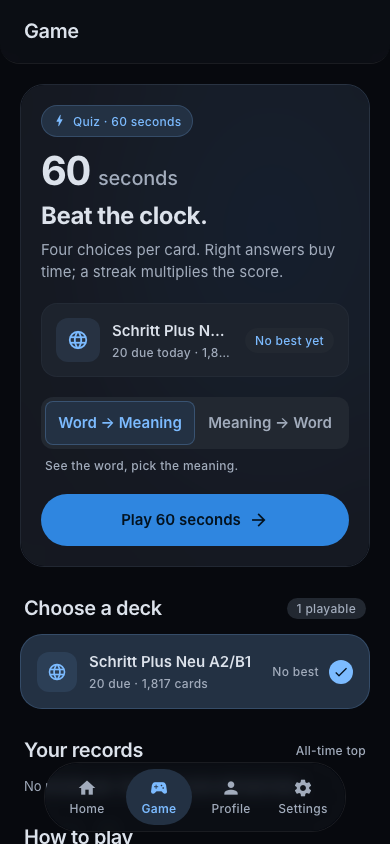 Game
Quiz · 60 seconds
60 seconds
Beat the clock.
Four choices per card. Right answers buy
time; a streak multiplies the score.
Schritt Plus N...
20 due today · 1,8...
No best yet
Word → Meaning
Meaning → Word
See the word, pick the meaning.
Play 60 seconds →
Choose a deck
1 playable
Schritt Plus Neu A2/B1
20 due · 1,817 cards
No best
Your records
All-time top
No
How to play
Home
Game
Profile
Settings